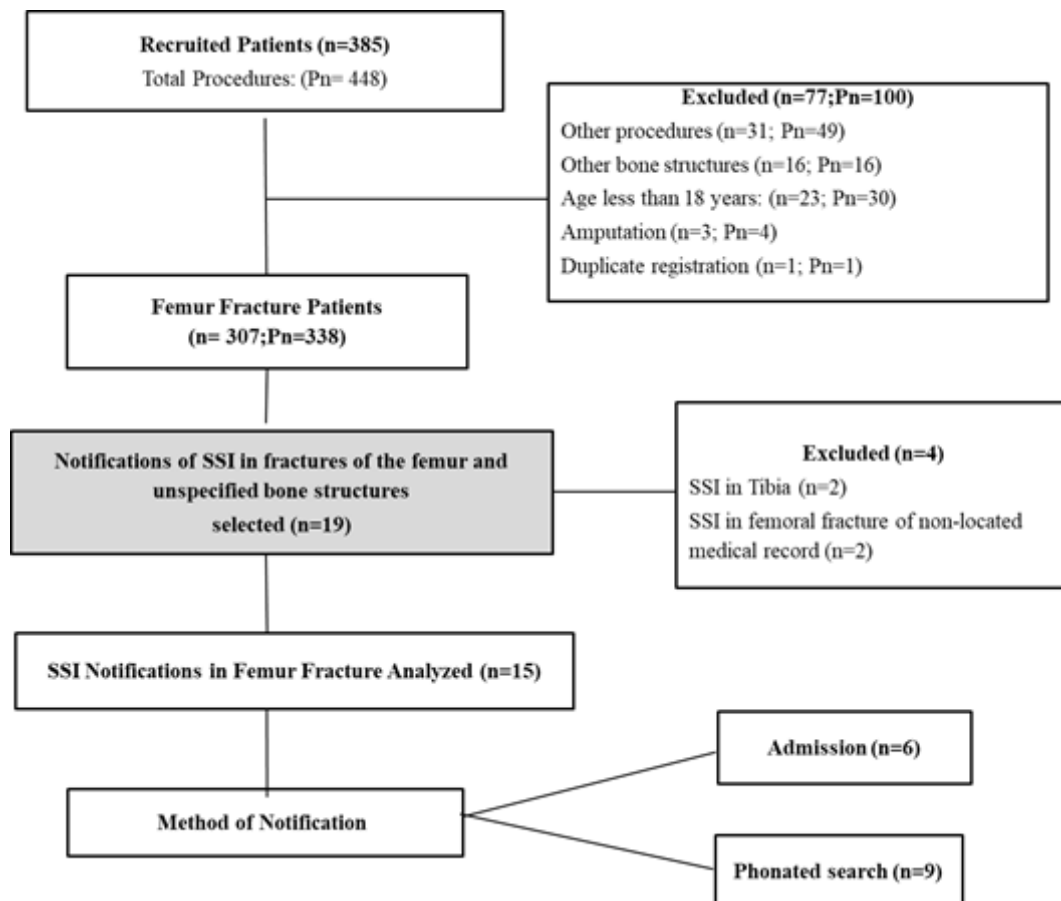 Recruited Patients (n=385)
Total Procedures: (Pn= 448)
Excluded (n=77;Pn=100)
Other procedures (n=31; Pn=49)
Other bone structures (n=16; Pn=16)
Age less than 18 years: (n=23; Pn=30)
Amputation (n=3; Pn=4)
Duplicate registration (n=1; Pn=1)
Femur Fracture Patients
(n= 307;Pn=338)
Notifications of SSI in fractures of the femur and
unspecified bone structures
selected (n=19)
Excluded (n=4)
SSI in Tibia (n=2)
SSI in femoral fracture of non-located
medical record (n=2)
SSI Notifications in Femur Fracture Analyzed (n=15)
Method of Notification
Admission (n=6)
Phonated search (n=9)